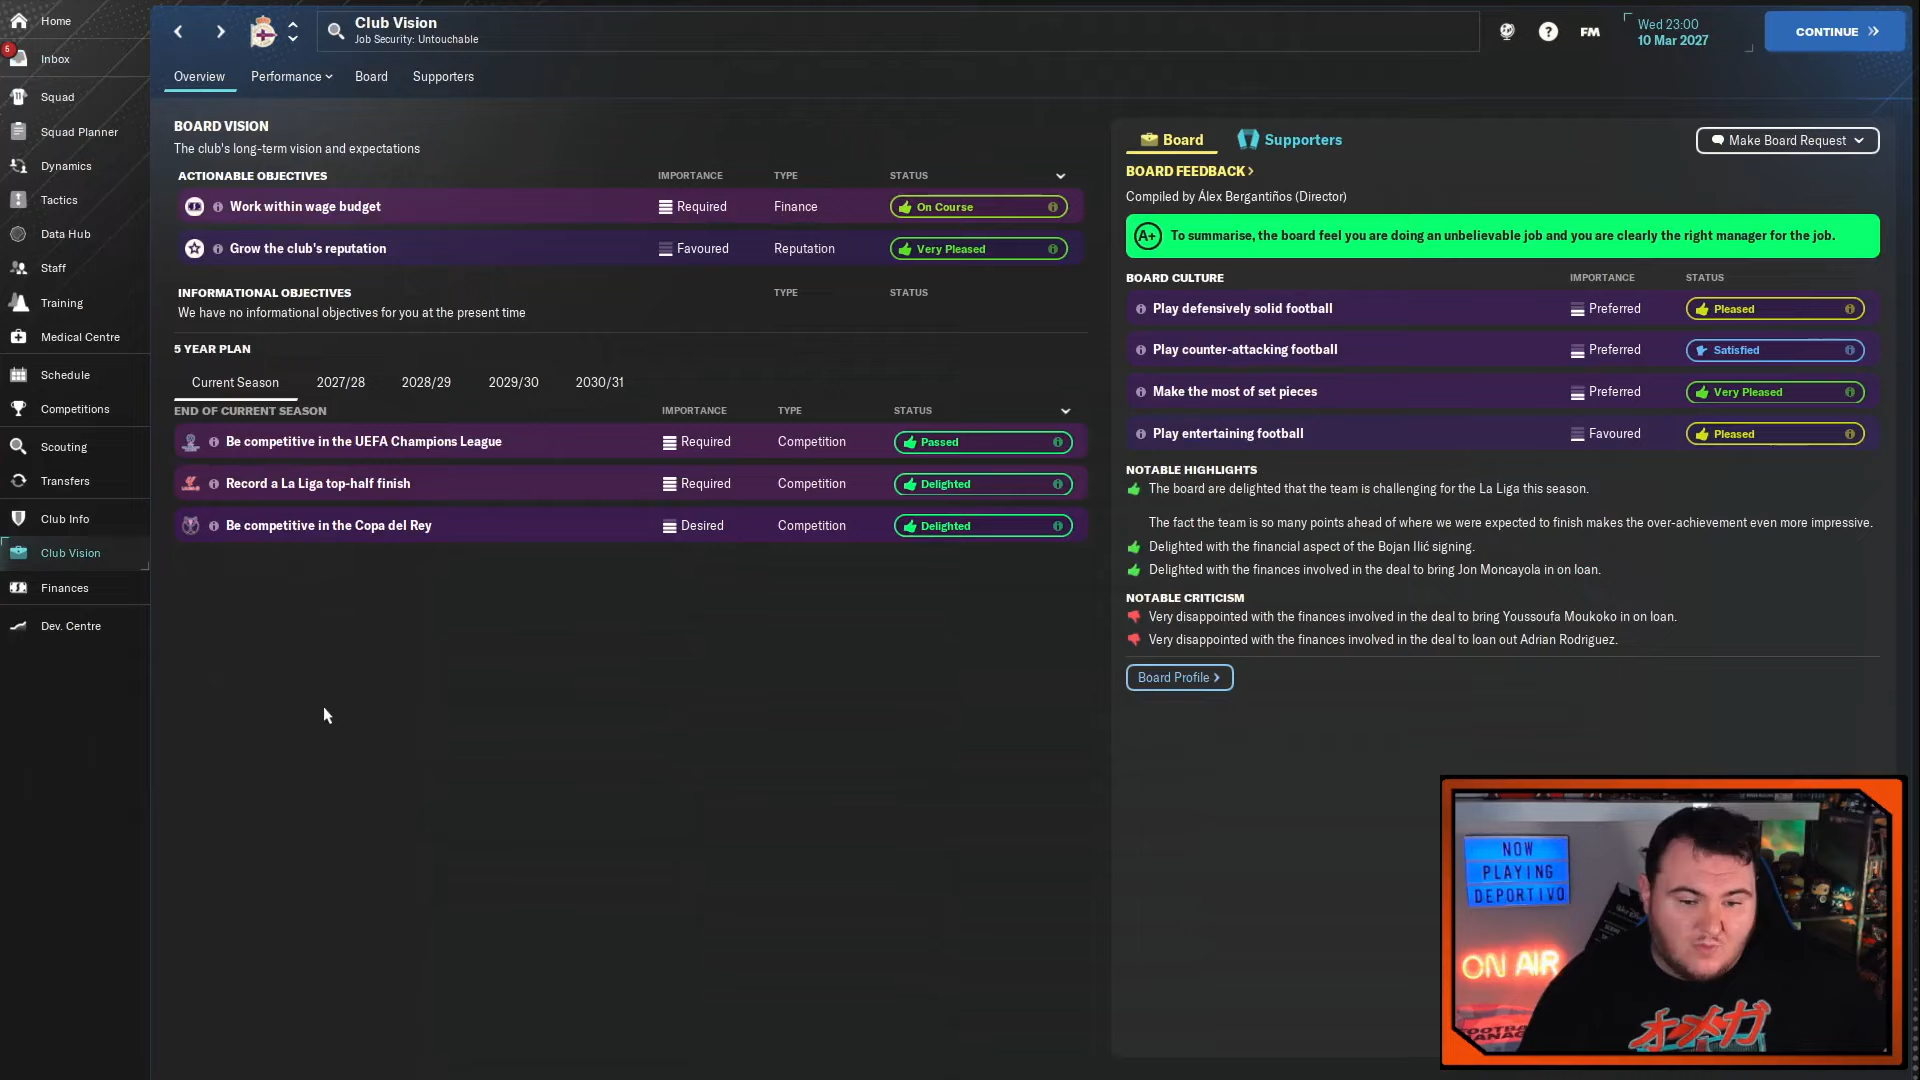 Home
5
Inbox
Squad
Squad Planner
Dynamics
Tactics
Data Hub
Staff
Training
Medical Centre
Schedule
Competitions
Scouting
Transfers
Club Info
Club Vision
Finances
Dev. Centre
Club Vision
Job Security: Untouchable
?
FM
Wed 23:00
10 Mar 2027
CONTINUE
Overview
Performance
Board
Supporters
BOARD VISION
The club's long-term vision and expectations
ACTIONABLE OBJECTIVES IMPORTANCE TYPE STATUS
Work within wage budget Required Finance On Course
Grow the club's reputation Favoured Reputation Very Pleased
INFORMATIONAL OBJECTIVES TYPE STATUS
We have no informational objectives for you at the present time
5 YEAR PLAN
Current Season 2027/28 2028/29 2029/30 2030/31
END OF CURRENT SEASON IMPORTANCE TYPE STATUS
Be competitive in the UEFA Champions League Required Competition Passed
Record a La Liga top-half finish Required Competition Delighted
Be competitive in the Copa del Rey Desired Competition Delighted
Board Supporters Make Board Request
BOARD FEEDBACK
Compiled by Álex Bergantiños (Director)
A+ To summarise, the board feel you are doing an unbelievable job and you are clearly the right manager for the job.
BOARD CULTURE IMPORTANCE STATUS
Play defensively solid football Preferred Pleased
Play counter-attacking football Preferred Satisfied
Make the most of set pieces Preferred Very Pleased
Play entertaining football Favoured Pleased
NOTABLE HIGHLIGHTS
The board are delighted that the team is challenging for the La Liga this season.
The fact the team is so many points ahead of where we were expected to finish makes the over-achievement even more impressive.
Delighted with the financial aspect of the Bojan Ilić signing.
Delighted with the finances involved in the deal to bring Jon Moncayola in on loan.
NOTABLE CRITICISM
Very disappointed with the finances involved in the deal to bring Youssoufa Moukoko in on loan.
Very disappointed with the finances involved in the deal to loan out Adrian Rodriguez.
Board Profile
NOW
PLAYING
DEPORTIVO
ON AIR
オメガ